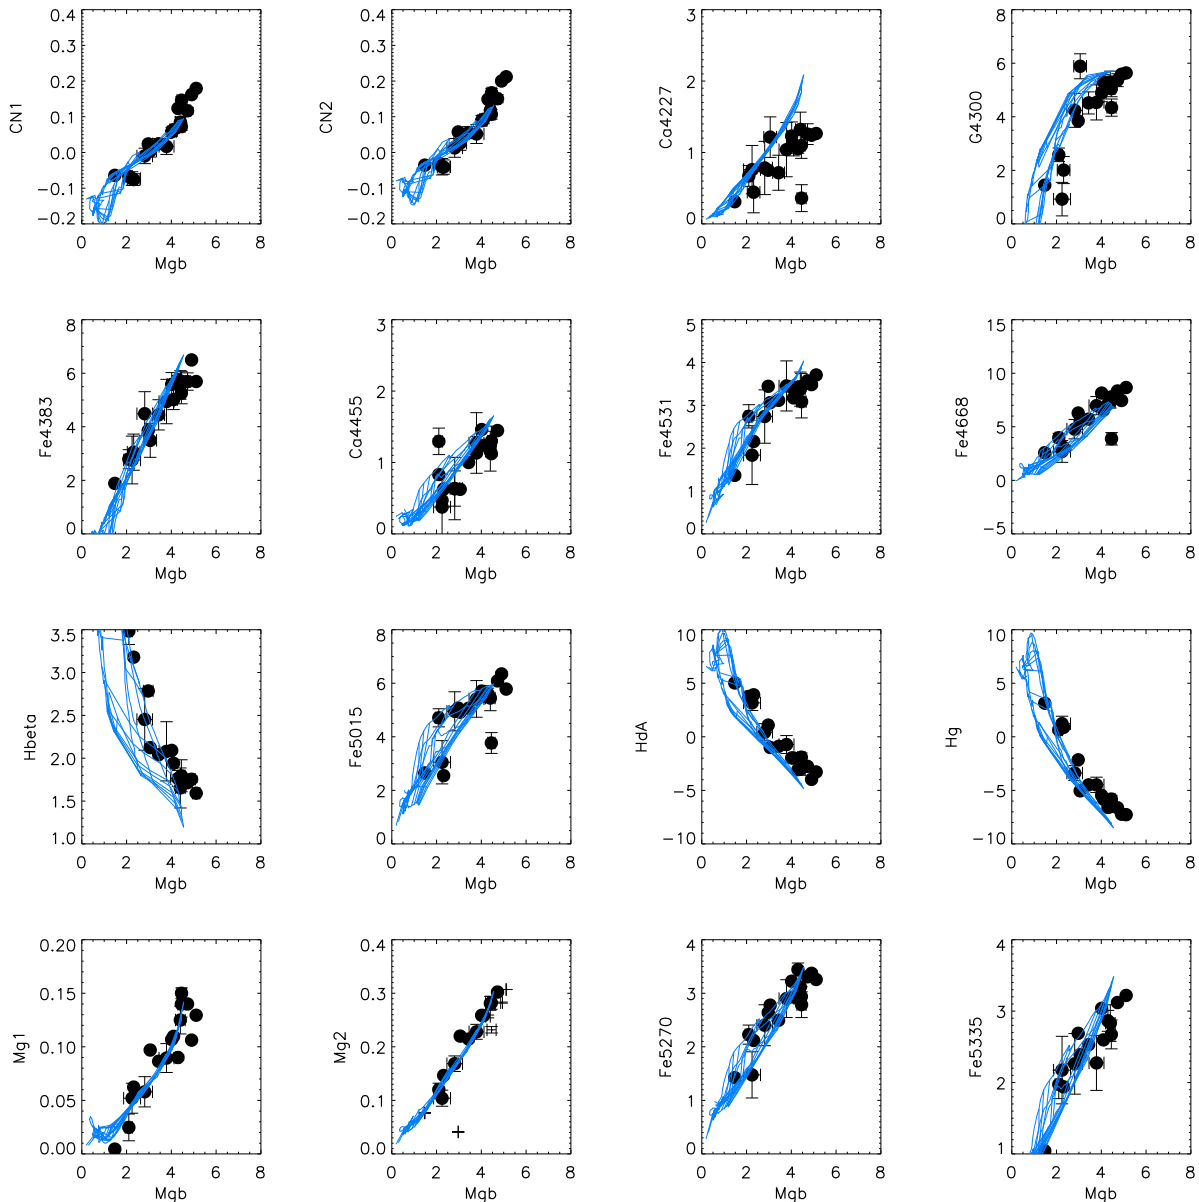 CN1
0.4
0.3
0.2
0.1
0.0
−0.1
−0.2
0 2 4 6 8
Mgb
CN2
0.4
0.3
0.2
0.1
0.0
−0.1
−0.2
0 2 4 6 8
Mgb
Ca4227
3
2
1
0
0 2 4 6 8
Mgb
G4300
8
6
4
2
0
0 2 4 6 8
Mgb
Fe4383
8
6
4
2
0
0 2 4 6 8
Mgb
Ca4455
3
2
1
0
0 2 4 6 8
Mgb
Fe4531
5
4
3
2
1
0
0 2 4 6 8
Mgb
Fe4668
15
10
5
0
−5
0 2 4 6 8
Mgb
Hbeta
3.5
3.0
2.5
2.0
1.5
1.0
0 2 4 6 8
Mgb
Fe5015
8
6
4
2
0
0 2 4 6 8
Mgb
HdA
10
5
0
−5
−10
0 2 4 6 8
Mgb
Hg
10
5
0
−5
−10
0 2 4 6 8
Mgb
Mg1
0.20
0.15
0.10
0.05
0.00
0 2 4 6 8
Mgb
Mg2
0.4
0.3
0.2
0.1
0.0
0 2 4 6 8
Mgb
Fe5270
4
3
2
1
0
0 2 4 6 8
Mgb
Fe5335
4
3
2
1
0 2 4 6 8
Mgb